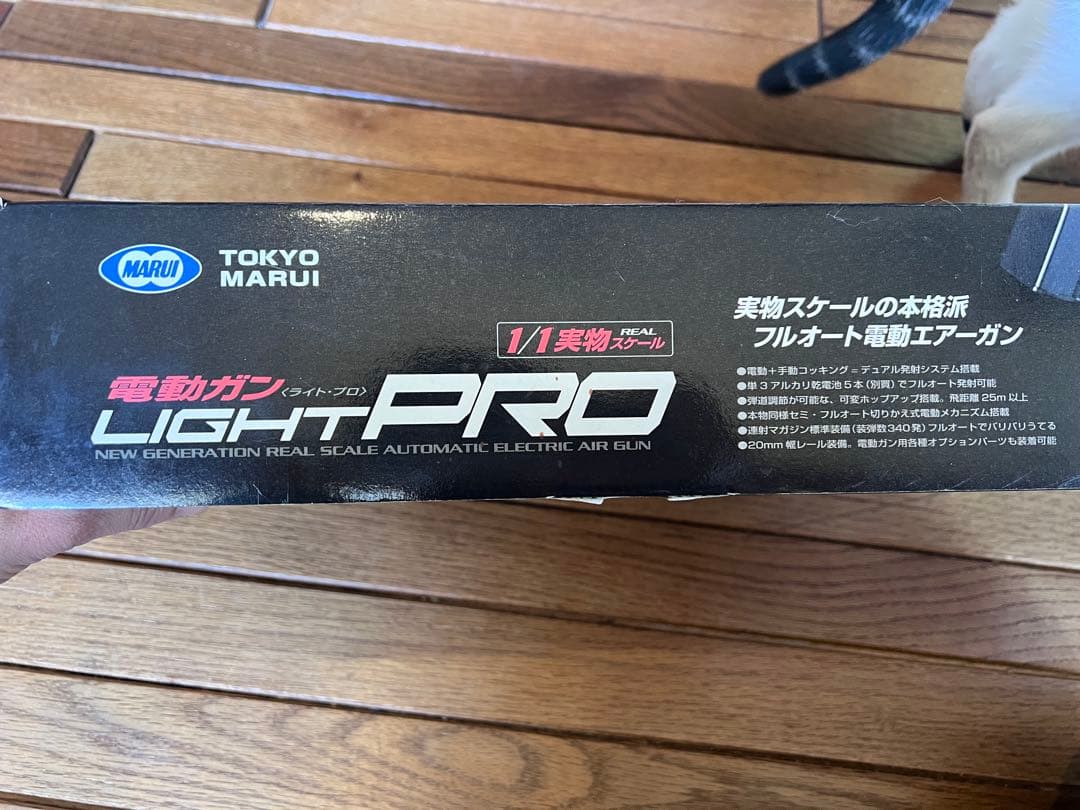 MARUI
TOKYO
MARUI
1/1 実物 REAL スケール
電動ガン〈ライト・プロ〉
LIGHT PRO
NEW GENERATION REAL SCALE AUTOMATIC ELECTRIC AIR GUN
実物スケールの本格派
フルオート電動エアーガン
●電動＋手動コッキング＝デュアル発射システム搭載
●単3アルカリ乾電池5本（別買）でフルオート発射可能
●弾道調節が可能な、可変ホップアップ搭載。飛距離25m以上
●本物同様セミ・フルオート切りかえ式電動メカニズム搭載
●連射マガジン標準装備（装弾数340発）フルオートでバリバリうてる
●20mm幅レール装備。電動ガン用各種オプションパーツも装着可能